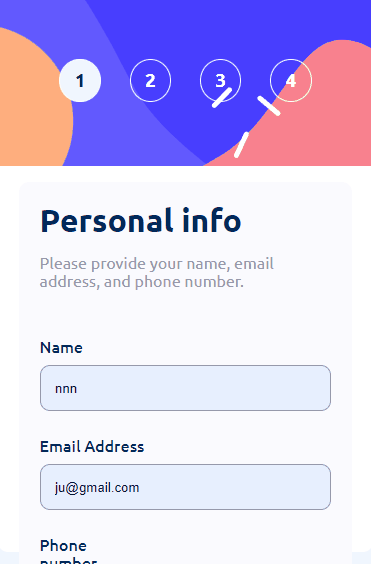 1 2 3 4
Personal info
Please provide your name, email
address, and phone number.
Name
nnn
Email Address
ju@gmail.com
Phone
number